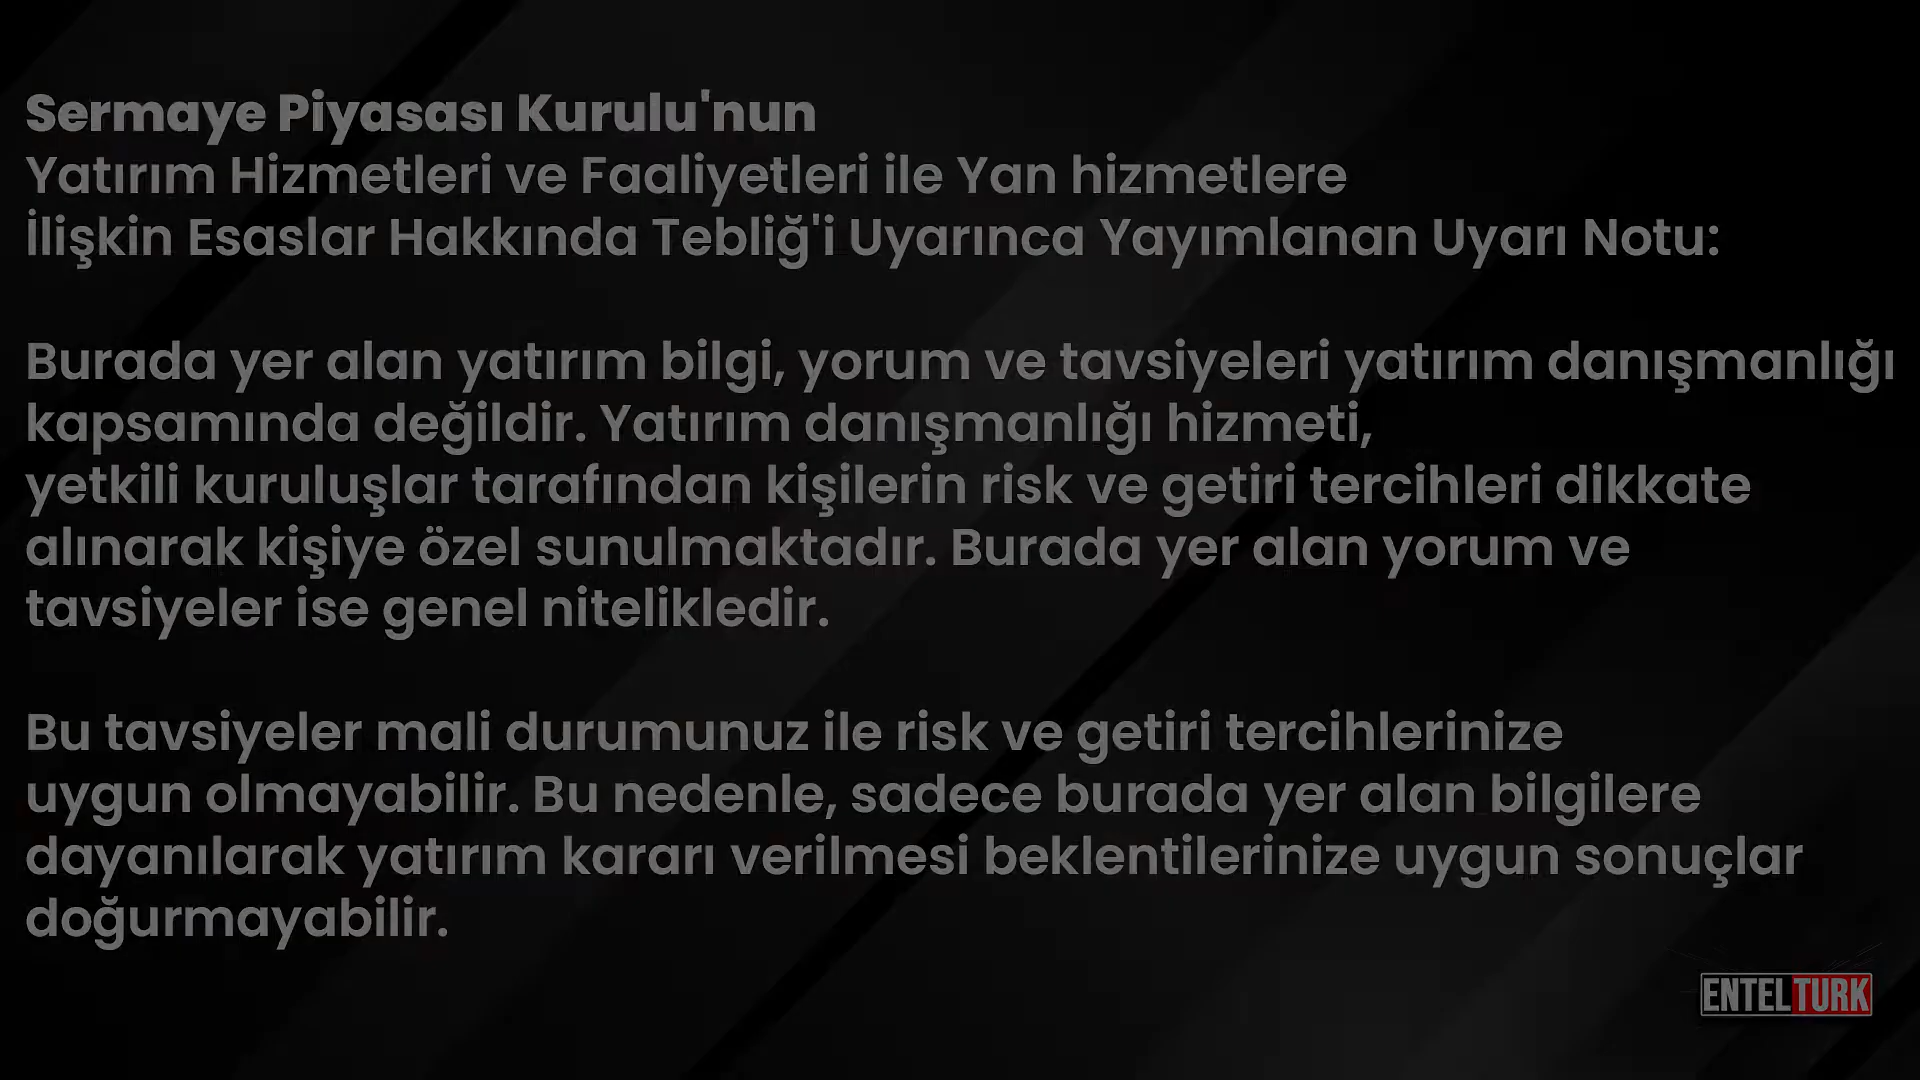 Sermaye Piyasası Kurulu'nun
Yatırım Hizmetleri ve Faaliyetleri ile Yan hizmetlere
İlişkin Esaslar Hakkında Tebliğ'i Uyarınca Yayımlanan Uyarı Notu:
Burada yer alan yatırım bilgi, yorum ve tavsiyeleri yatırım danışmanlığı
kapsamında değildir. Yatırım danışmanlığı hizmeti,
yetkili kuruluşlar tarafından kişilerin risk ve getiri tercihleri dikkate
alınarak kişiye özel sunulmaktadır. Burada yer alan yorum ve
tavsiyeler ise genel niteliktedir.
Bu tavsiyeler mali durumunuz ile risk ve getiri tercihlerinize
uygun olmayabilir. Bu nedenle, sadece burada yer alan bilgilere
dayanılarak yatırım kararı verilmesi beklentilerinize uygun sonuçlar
doğurmayabilir.
ENTELTURK